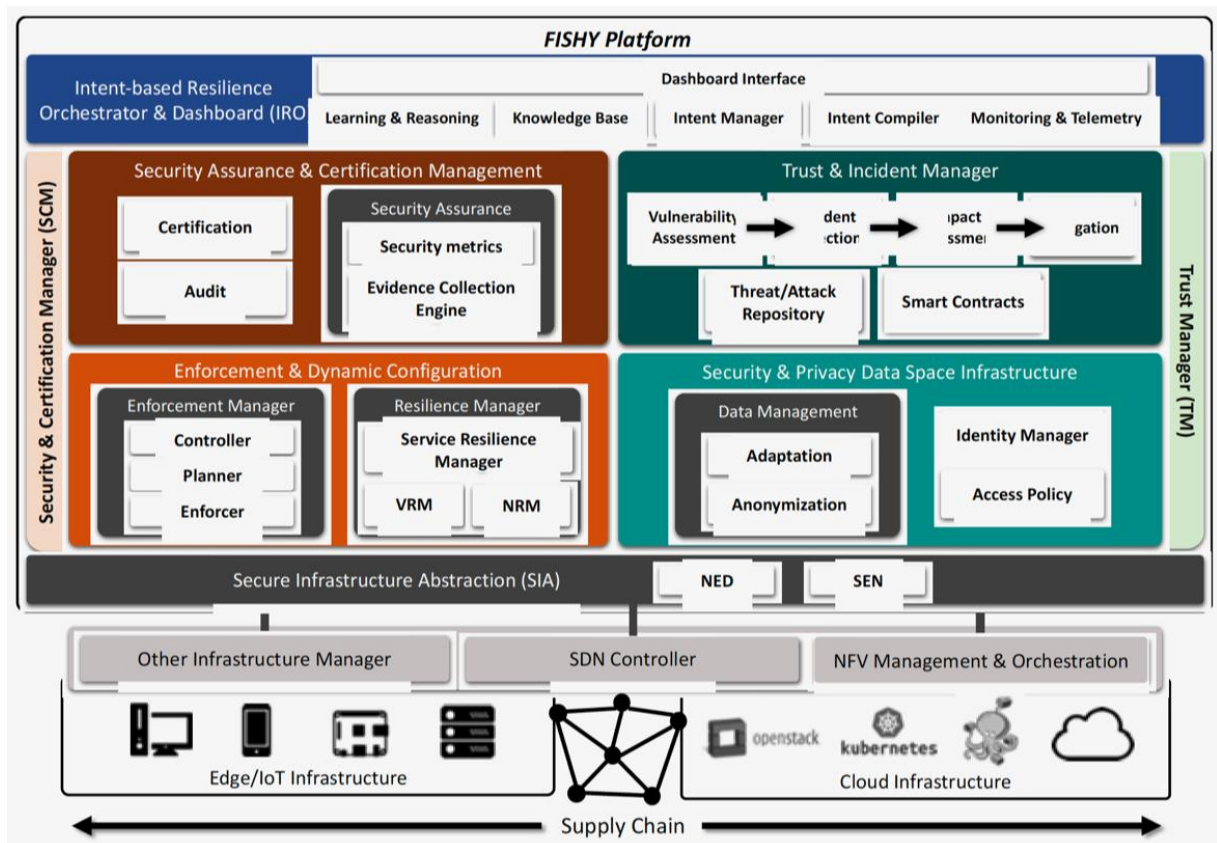 FISHY Platform
Intent-based Resilience
Orchestrator & Dashboard (IRO
Dashboard Interface
Learning & Reasoning
Knowledge Base
Intent Manager
Intent Compiler
Monitoring & Telemetry
Security & Certification Manager (SCM)
Security Assurance & Certification Management
Certification
Audit
Security Assurance
Security metrics
Evidence Collection
Engine
Trust & Incident Manager
Vulnerability
Assessment
dent
ction
pact
ssme
gation
Threat/Attack
Repository
Smart Contracts
Trust Manager (TM)
Enforcement & Dynamic Configuration
Enforcement Manager
Controller
Planner
Enforcer
Resilience Manager
Service Resilience
Manager
VRM
NRM
Security & Privacy Data Space Infrastructure
Data Management
Adaptation
Anonymization
Identity Manager
Access Policy
Secure Infrastructure Abstraction (SIA)
NED
SEN
Other Infrastructure Manager
SDN Controller
NFV Management & Orchestration
openstack
kubernetes
Edge/IoT Infrastructure
Cloud Infrastructure
Supply Chain